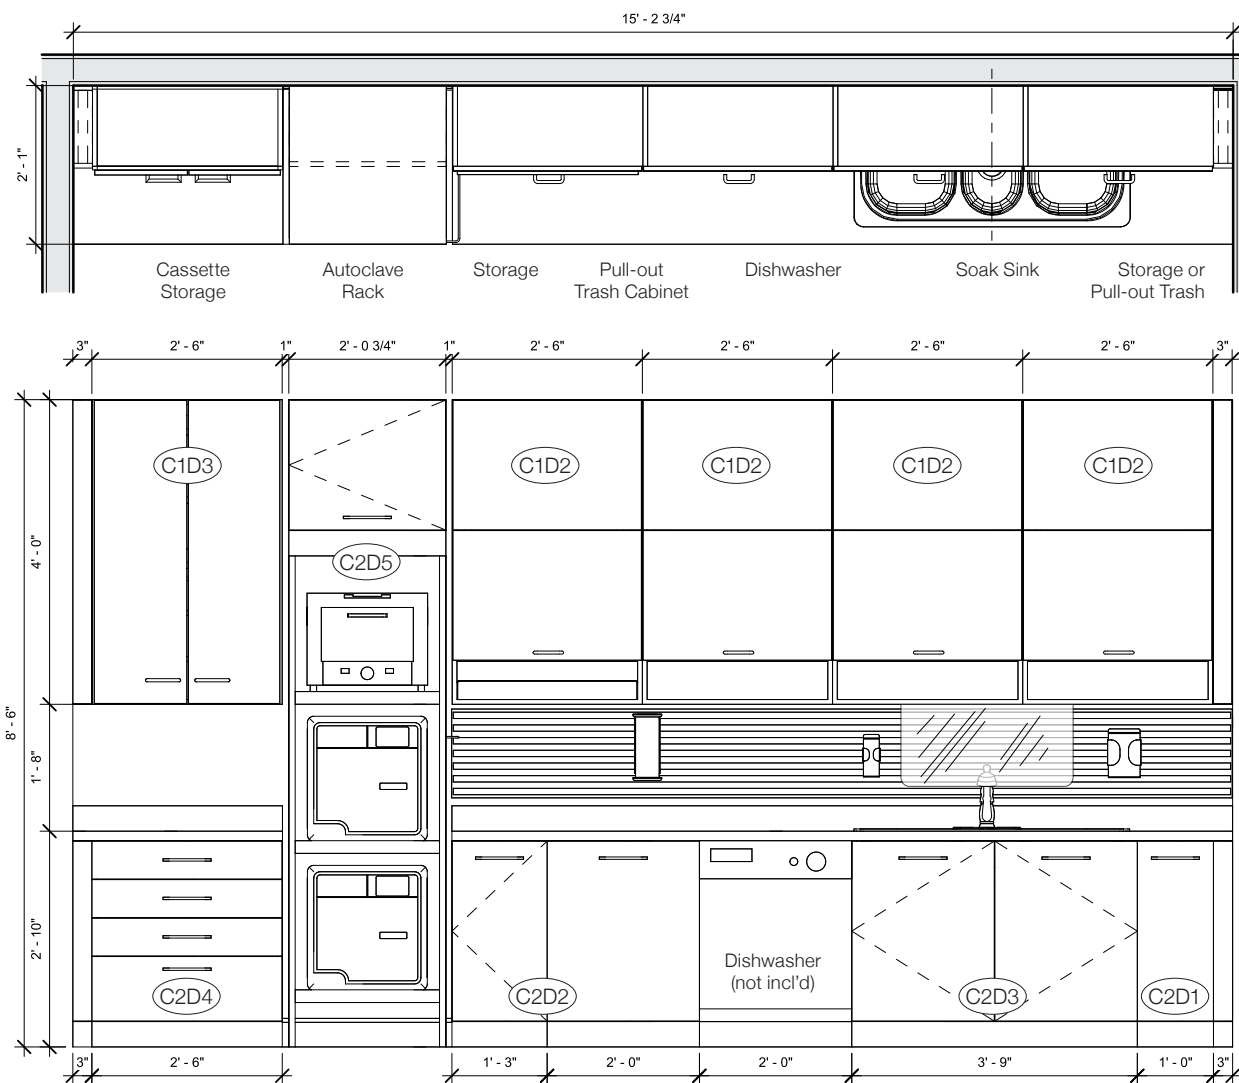 15' - 2 3/4"
2' - 1"
Cassette
Storage
Autoclave
Rack
Storage
Pull-out
Trash Cabinet
Dishwasher
Soak Sink
Storage or
Pull-out Trash
3"
2' - 6"
1"
2' - 0 3/4"
1"
2' - 6"
2' - 6"
2' - 6"
2' - 6"
3"
C1D3
C1D2
C1D2
C1D2
C1D2
C2D5
4' - 0"
8' - 6"
1' - 8"
2' - 10"
Dishwasher
(not incl'd)
C2D4
C2D2
C2D3
C2D1
3"
2' - 6"
1' - 3"
2' - 0"
2' - 0"
3' - 9"
1' - 0"
3"